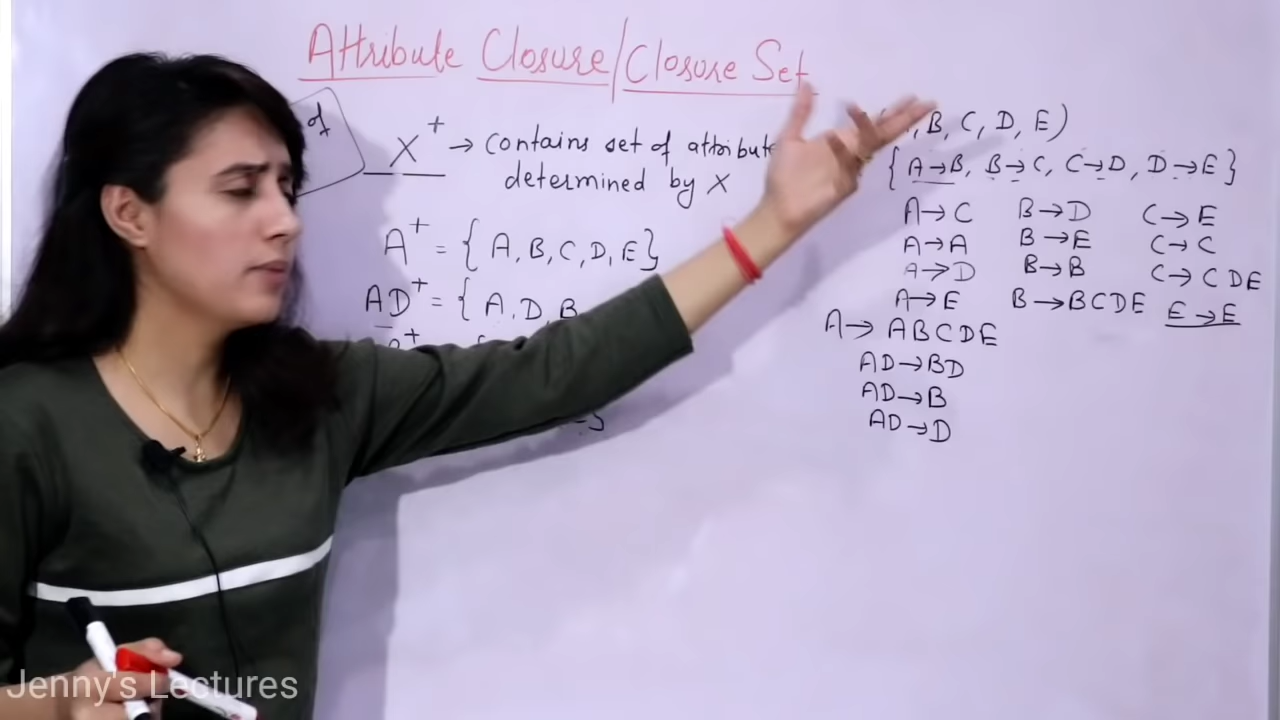 Attribute Closure/Closure Set
of
X⁺ → contains set of attribute
determined by X
A⁺ = { A, B, C, D, E }
AD⁺ = { A, D, B
, B, C, D, E)
{ A→B, B→C, C→D, D→E }
A→C B→D C→E
A→A B→E C→C
A→D B→B C→CDE
A→E B→BCDE E→E
A→ ABCDE
AD→BD
AD→B
AD→D
Jenny's Lectures